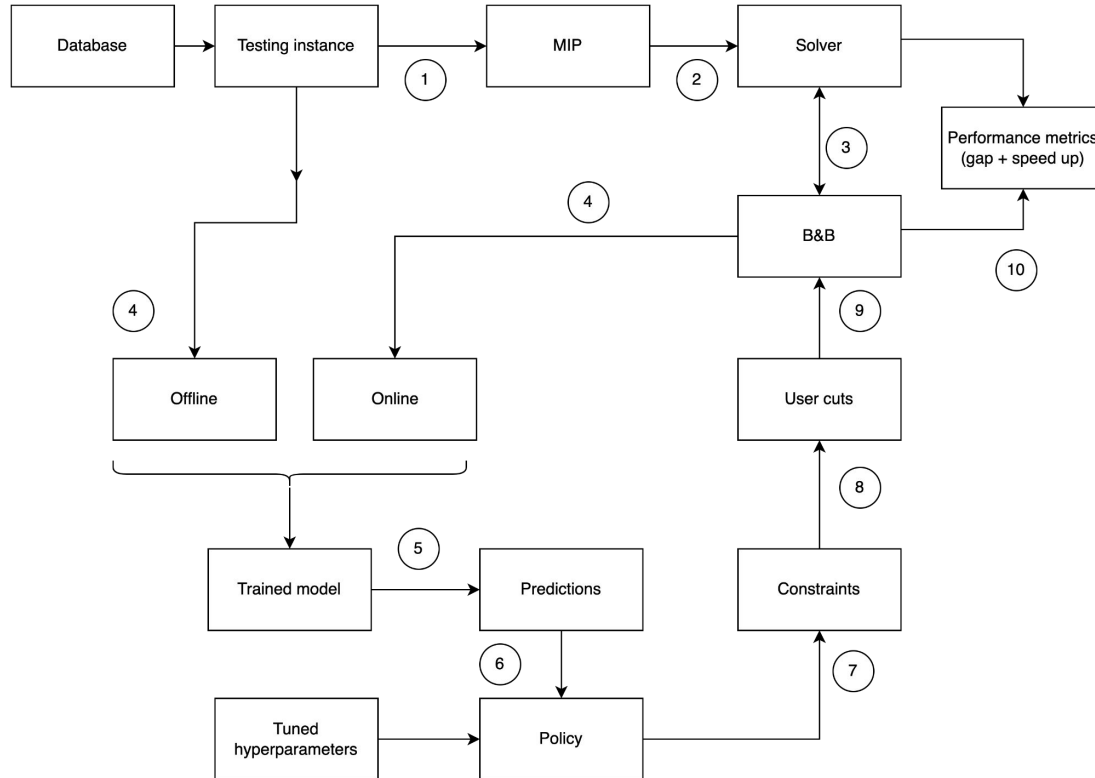 Database
Testing instance
MIP
Solver
1
2
Performance metrics
(gap + speed up)
3
4
B&B
10
4
9
Offline
Online
User cuts
8
5
Trained model
Predictions
Constraints
6
7
Tuned
hyperparameters
Policy